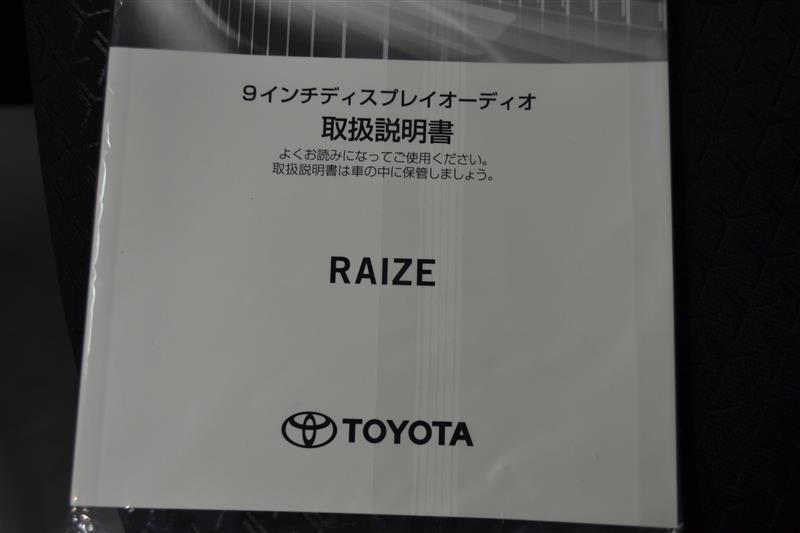 9インチディスプレイオーディオ
取扱説明書
よくお読みになってご使用ください。
取扱説明書は車の中に保管しましょう。
RAIZE
TOYOTA